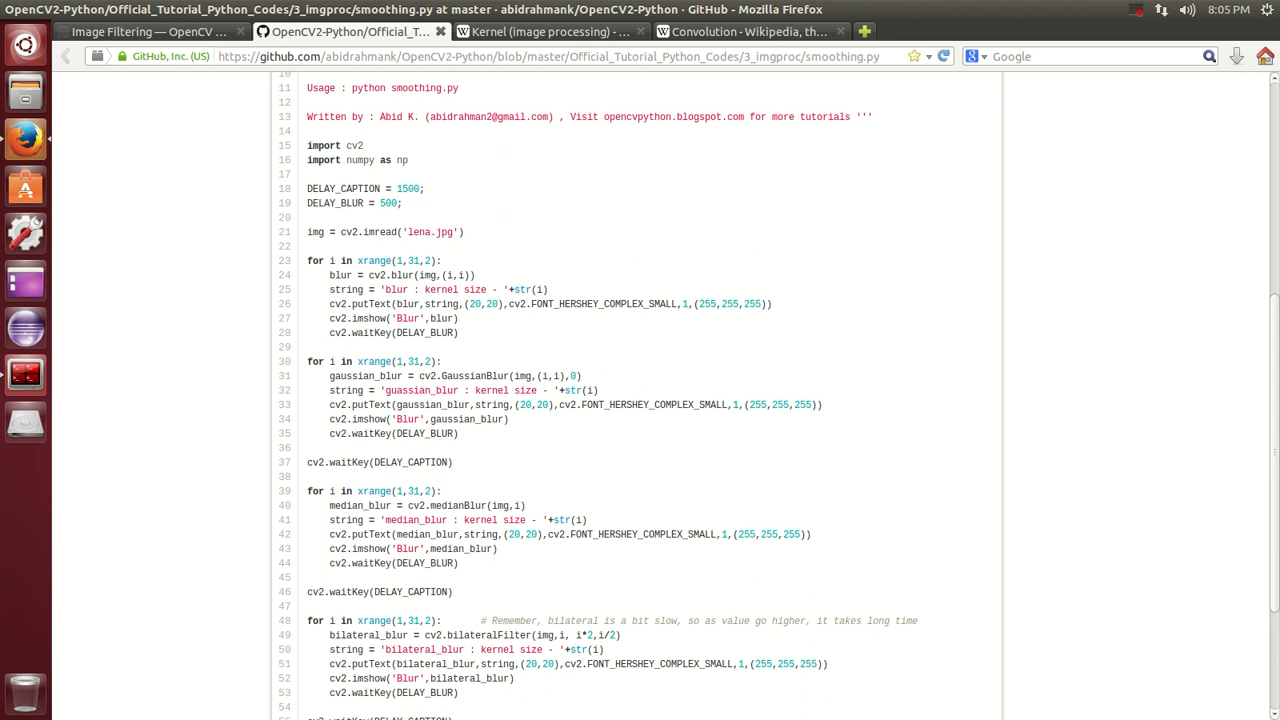 OpenCV2-Python/Official_Tutorial_Python_Codes/3_imgproc/smoothing.py at master · abidrahmank/OpenCV2-Python · GitHub - Mozilla Firefox
8:05 PM
Image Filtering — OpenCV ...
OpenCV2-Python/Official_T...
Kernel (image processing) - ...
Convolution - Wikipedia, th...
GitHub, Inc. (US)
https://github.com/abidrahmank/OpenCV2-Python/blob/master/Official_Tutorial_Python_Codes/3_imgproc/smoothing.py
Google
10
11 Usage : python smoothing.py
12
13 Written by : Abid K. (abidrahman2@gmail.com) , Visit opencvpython.blogspot.com for more tutorials '''
14
15 import cv2
16 import numpy as np
17
18 DELAY_CAPTION = 1500;
19 DELAY_BLUR = 500;
20
21 img = cv2.imread('lena.jpg')
22
23 for i in xrange(1,31,2):
24 blur = cv2.blur(img,(i,i))
25 string = 'blur : kernel size - '+str(i)
26 cv2.putText(blur,string,(20,20),cv2.FONT_HERSHEY_COMPLEX_SMALL,1,(255,255,255))
27 cv2.imshow('Blur',blur)
28 cv2.waitKey(DELAY_BLUR)
29
30 for i in xrange(1,31,2):
31 gaussian_blur = cv2.GaussianBlur(img,(i,i),0)
32 string = 'guassian_blur : kernel size - '+str(i)
33 cv2.putText(gaussian_blur,string,(20,20),cv2.FONT_HERSHEY_COMPLEX_SMALL,1,(255,255,255))
34 cv2.imshow('Blur',gaussian_blur)
35 cv2.waitKey(DELAY_BLUR)
36
37 cv2.waitKey(DELAY_CAPTION)
38
39 for i in xrange(1,31,2):
40 median_blur = cv2.medianBlur(img,i)
41 string = 'median_blur : kernel size - '+str(i)
42 cv2.putText(median_blur,string,(20,20),cv2.FONT_HERSHEY_COMPLEX_SMALL,1,(255,255,255))
43 cv2.imshow('Blur',median_blur)
44 cv2.waitKey(DELAY_BLUR)
45
46 cv2.waitKey(DELAY_CAPTION)
47
48 for i in xrange(1,31,2): # Remember, bilateral is a bit slow, so as value go higher, it takes long time
49 bilateral_blur = cv2.bilateralFilter(img,i, i*2,i/2)
50 string = 'bilateral_blur : kernel size - '+str(i)
51 cv2.putText(bilateral_blur,string,(20,20),cv2.FONT_HERSHEY_COMPLEX_SMALL,1,(255,255,255))
52 cv2.imshow('Blur',bilateral_blur)
53 cv2.waitKey(DELAY_BLUR)
54
55 cv2.waitKey(DELAY_CAPTION)